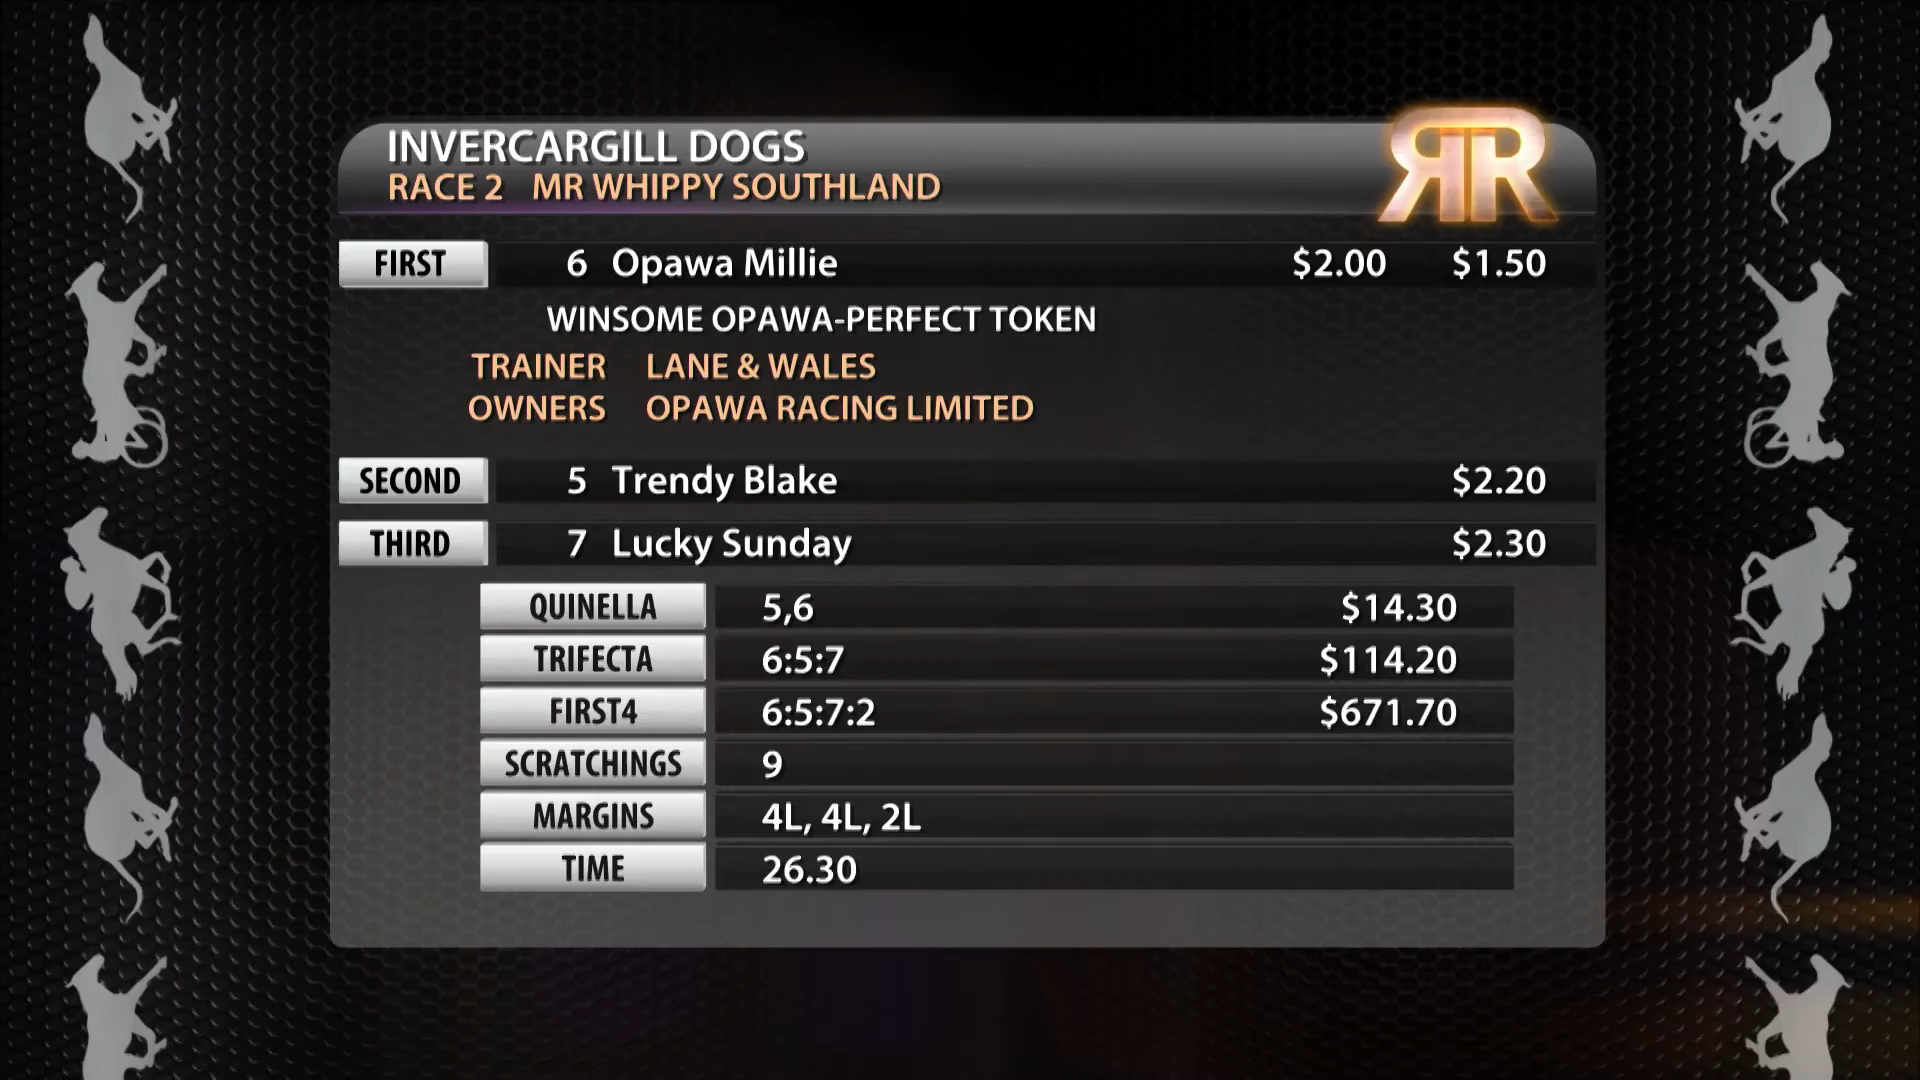 INVERCARGILL DOGS
RACE 2 MR WHIPPY SOUTHLAND
RR
FIRST 6 Opawa Millie $2.00 $1.50
WINSOME OPAWA-PERFECT TOKEN
TRAINER LANE & WALES
OWNERS OPAWA RACING LIMITED
SECOND 5 Trendy Blake $2.20
THIRD 7 Lucky Sunday $2.30
QUINELLA 5,6 $14.30
TRIFECTA 6:5:7 $114.20
FIRST4 6:5:7:2 $671.70
SCRATCHINGS 9
MARGINS 4L, 4L, 2L
TIME 26.30